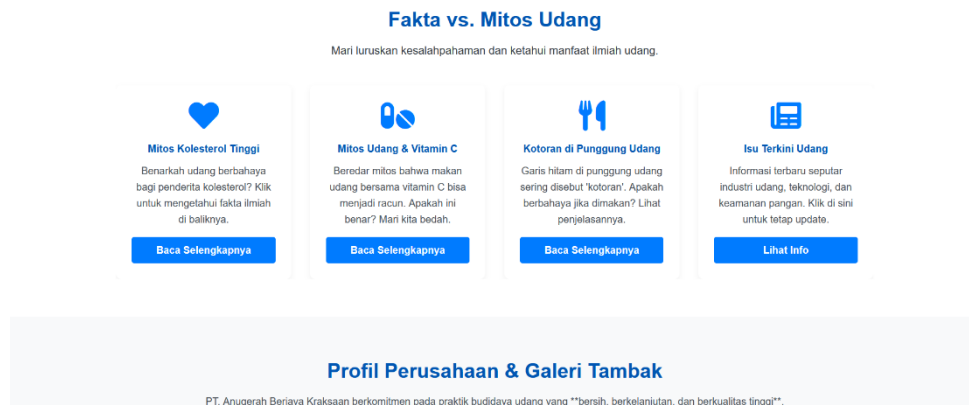 Fakta vs. Mitos Udang
Mari luruskan kesalahpahaman dan ketahui manfaat ilmiah udang.
Mitos Kolesterol Tinggi
Benarkah udang berbahaya
bagi penderita kolesterol? Klik
untuk mengetahui fakta ilmiah
di baliknya.
Baca Selengkapnya
Mitos Udang & Vitamin C
Beredar mitos bahwa makan
udang bersama vitamin C bisa
menjadi racun. Apakah ini
benar? Mari kita bedah.
Baca Selengkapnya
Kotoran di Punggung Udang
Garis hitam di punggung udang
sering disebut 'kotoran'. Apakah
berbahaya jika dimakan? Lihat
penjelasannya.
Baca Selengkapnya
Isu Terkini Udang
Informasi terbaru seputar
industri udang, teknologi, dan
keamanan pangan. Klik di sini
untuk tetap update.
Lihat Info
Profil Perusahaan & Galeri Tambak
PT. Anugerah Berjaya Kraksaan berkomitmen pada praktik budidaya udang yang **bersih, berkelanjutan, dan berkualitas tinggi**.